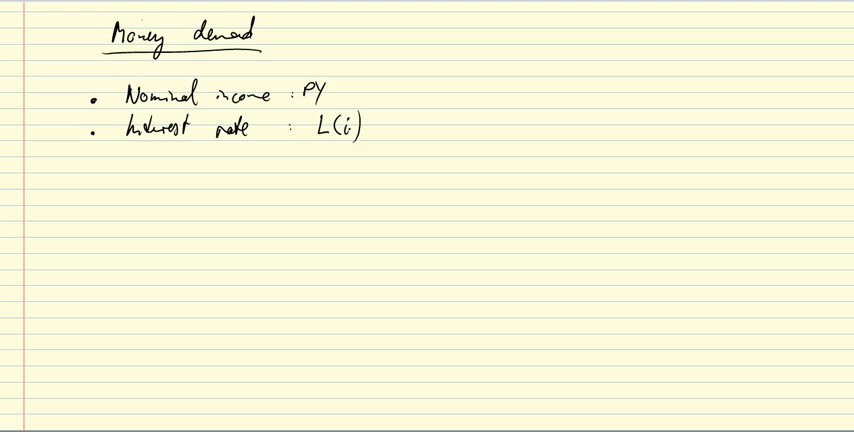 Money demand
• Nominal income : PY
• Interest rate : L(i)